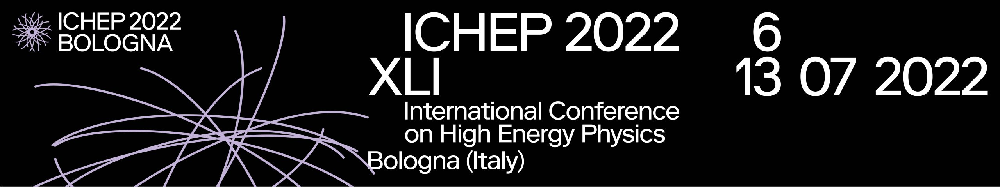 ICHEP 2022
BOLOGNA
ICHEP 2022
XLI
International Conference
on High Energy Physics
Bologna (Italy)
6
13 07 2022